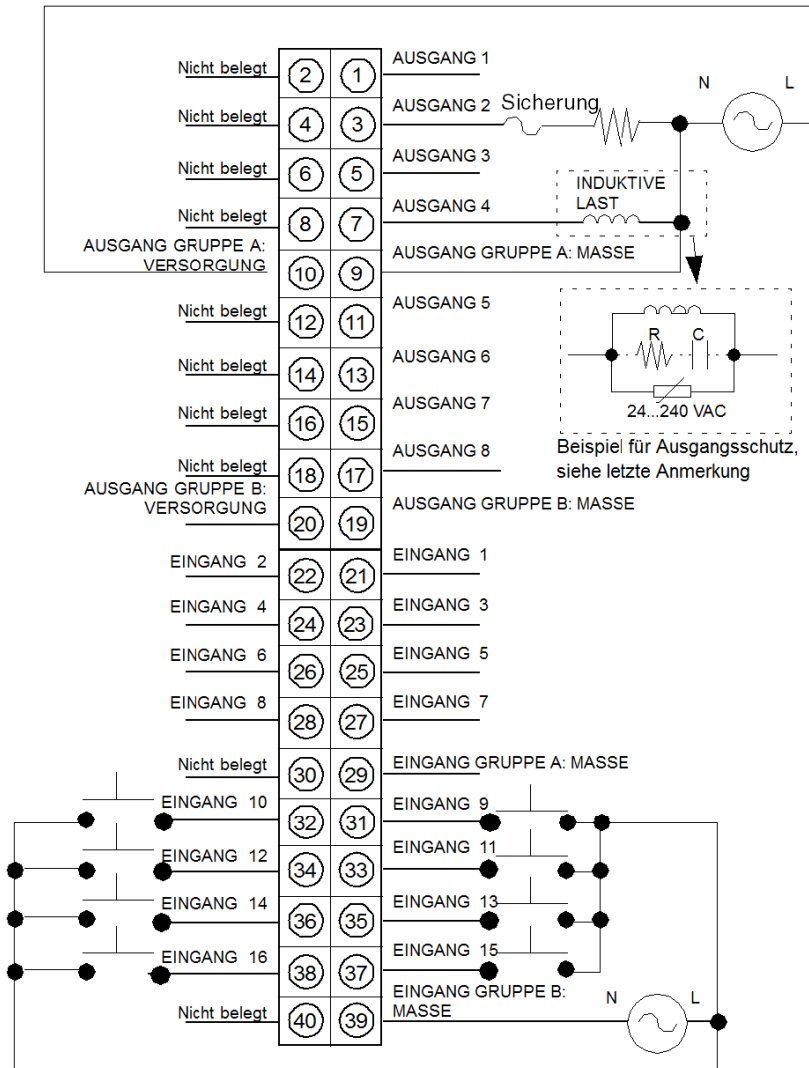 AUSGANG 1
Nicht belegt 2 1
N L
AUSGANG 2
Sicherung
Nicht belegt 4 3
AUSGANG 3
Nicht belegt 6 5
INDUKTIVE
LAST
AUSGANG 4
Nicht belegt 8 7
AUSGANG GRUPPE A:
VERSORGUNG
10 9
AUSGANG GRUPPE A: MASSE
AUSGANG 5
Nicht belegt 12 11
R C
24...240 VAC
AUSGANG 6
Nicht belegt 14 13
AUSGANG 7
Nicht belegt 16 15
Beispiel für Ausgangsschutz,
siehe letzte Anmerkung
AUSGANG 8
Nicht belegt 18 17
AUSGANG GRUPPE B:
VERSORGUNG
20 19
AUSGANG GRUPPE B: MASSE
EINGANG 2 22 21 EINGANG 1
EINGANG 4 24 23 EINGANG 3
EINGANG 6 26 25 EINGANG 5
EINGANG 8 28 27 EINGANG 7
Nicht belegt 30 29 EINGANG GRUPPE A: MASSE
EINGANG 10 32 31 EINGANG 9
EINGANG 12 34 33 EINGANG 11
EINGANG 14 36 35 EINGANG 13
EINGANG 16 38 37 EINGANG 15
Nicht belegt 40 39
EINGANG GRUPPE B:
MASSE
N L